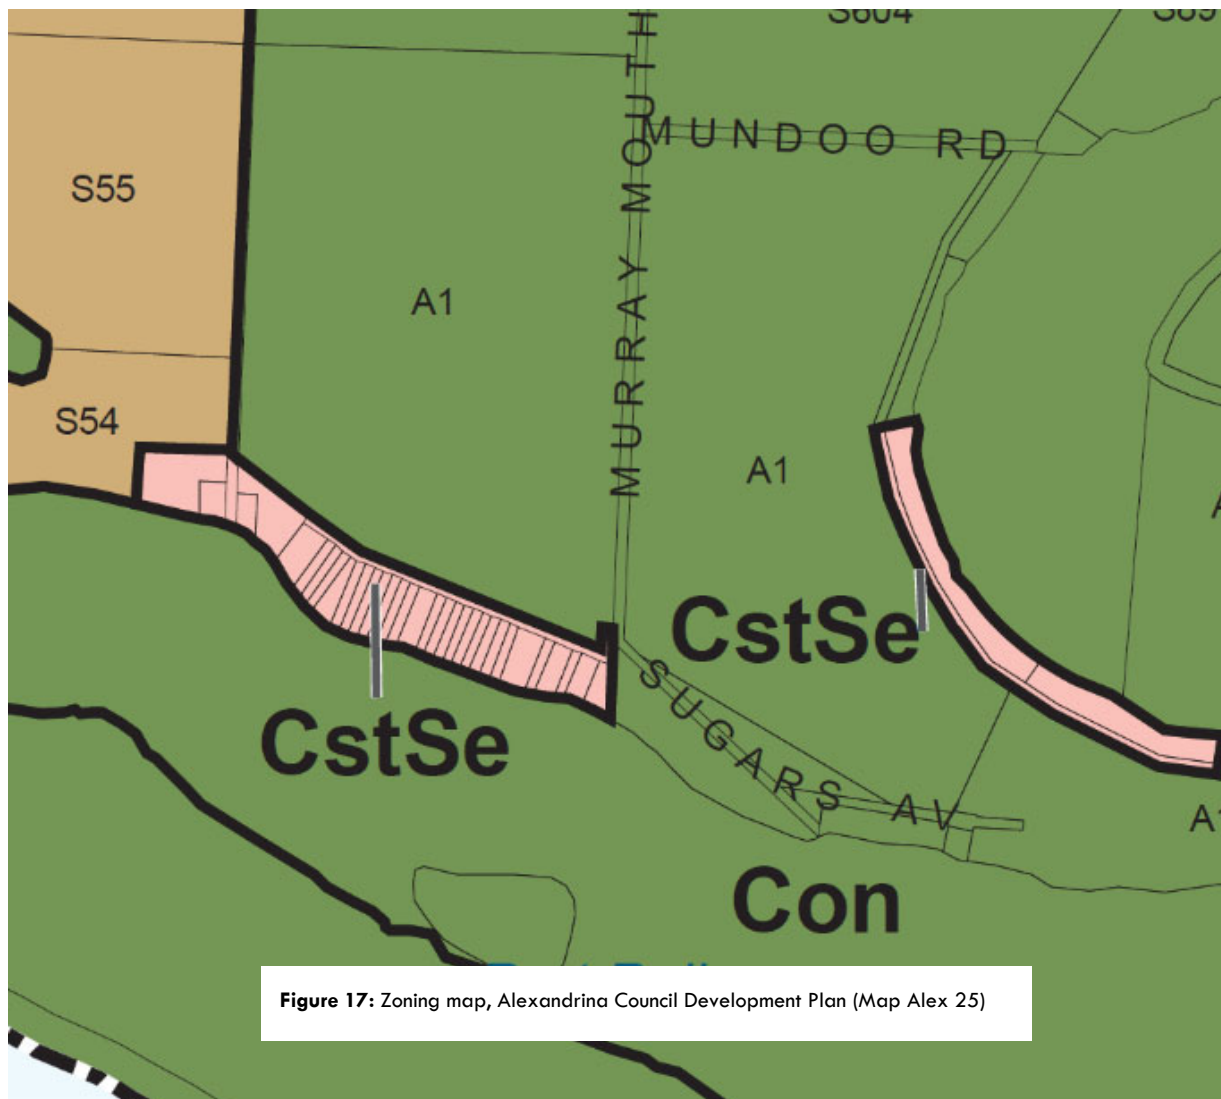 S604
MUNDOO RD
S55
MURRAY MOUTH
A1
S54
A1
CstSe
SUGARS AV
CstSe
Con
Figure 17: Zoning map, Alexandrina Council Development Plan (Map Alex 25)